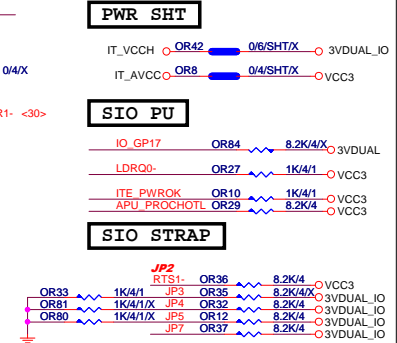 PWR SHT
IT_VCCH OR42 0/6/SHT/X 3VDUAL_IO
0/4/X
IT_AVCC OR8 0/4/SHT/X VCC3
R1- <30>
SIO PU
IO_GP17 OR84 8.2K/4/X 3VDUAL
LDRQ0- OR27 1K/4/1 VCC3
ITE_PWROK OR10 1K/4/1 VCC3
APU_PROCHOTL OR29 8.2K/4 VCC3
SIO STRAP
JP2
RTS1- OR36 8.2K/4 VCC3
OR33 1K/4/1 JP3 OR35 8.2K/4/X 3VDUAL_IO
OR81 1K/4/1/X JP4 OR32 8.2K/4 3VDUAL_IO
OR80 1K/4/1/X JP5 OR12 8.2K/4 3VDUAL_IO
JP7 OR37 8.2K/4 3VDUAL_IO